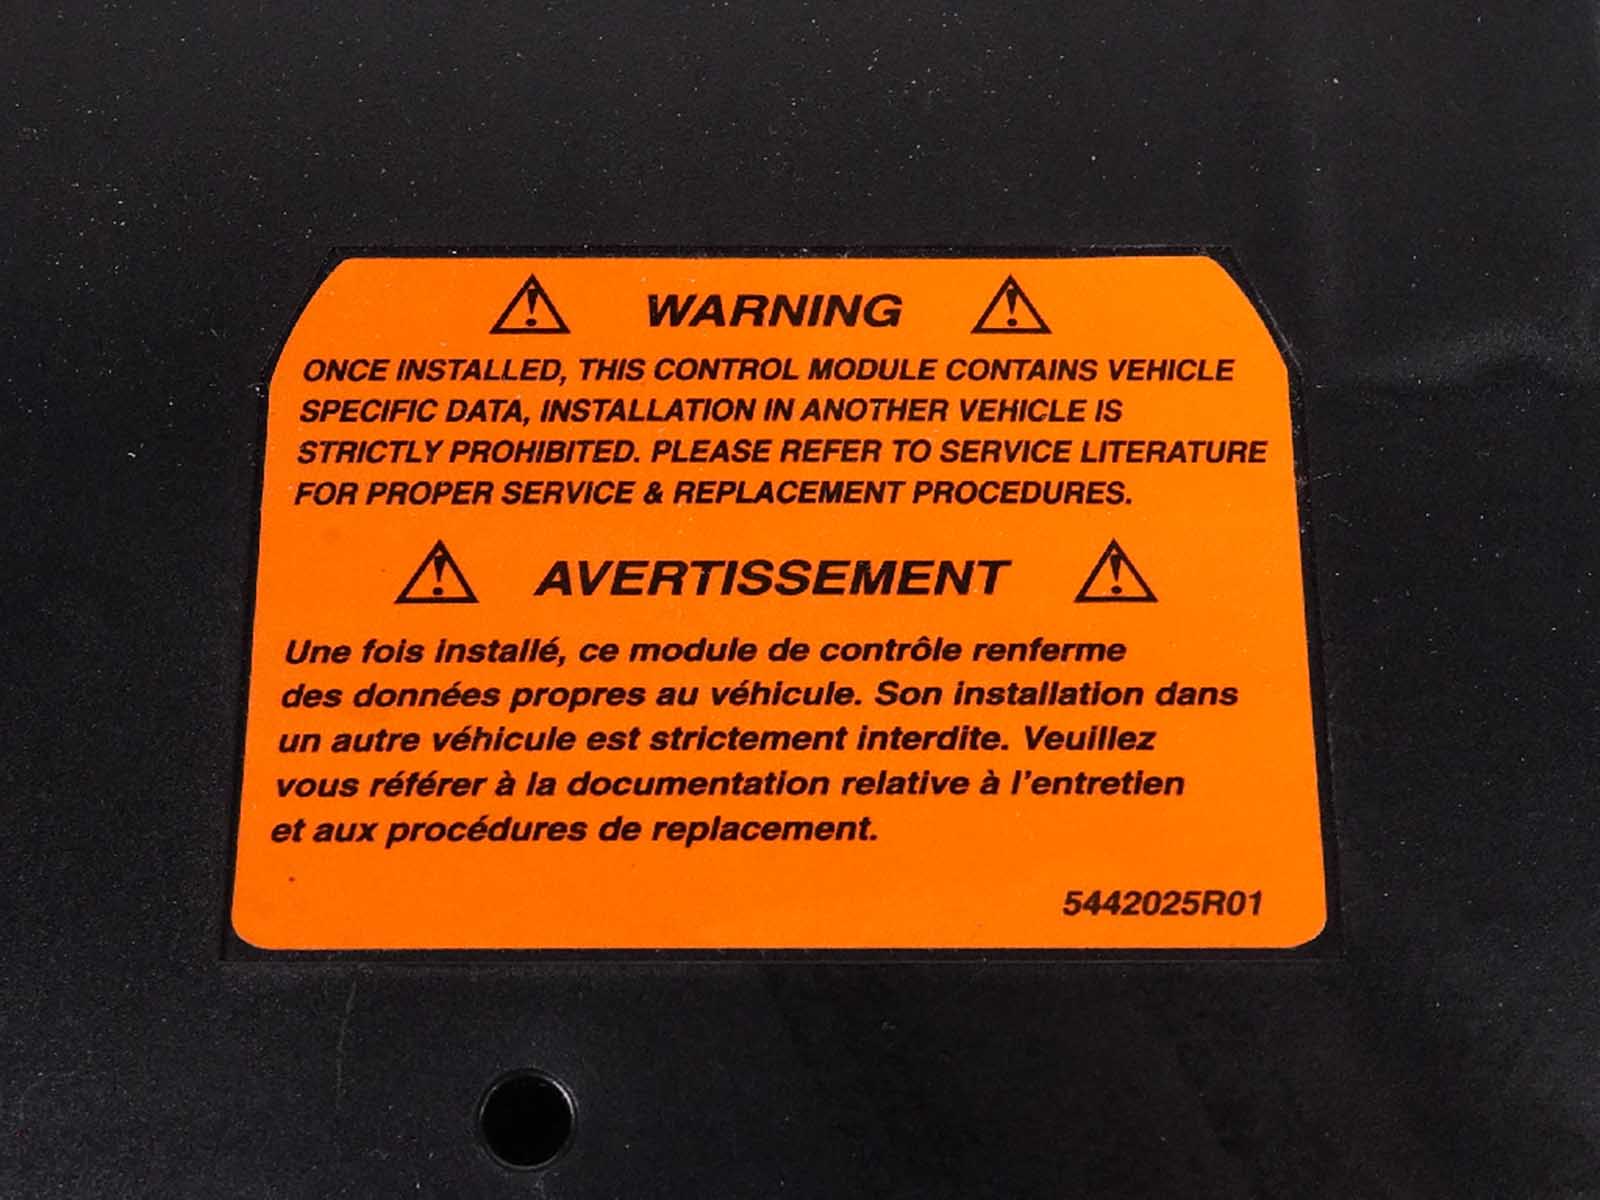 WARNING
ONCE INSTALLED, THIS CONTROL MODULE CONTAINS VEHICLE
SPECIFIC DATA, INSTALLATION IN ANOTHER VEHICLE IS
STRICTLY PROHIBITED. PLEASE REFER TO SERVICE LITERATURE
FOR PROPER SERVICE & REPLACEMENT PROCEDURES.
AVERTISSEMENT
Une fois installé, ce module de contrôle renferme
des données propres au véhicule. Son installation dans
un autre véhicule est strictement interdite. Veuillez
vous référer à la documentation relative à l'entretien
et aux procédures de replacement.
5442025R01